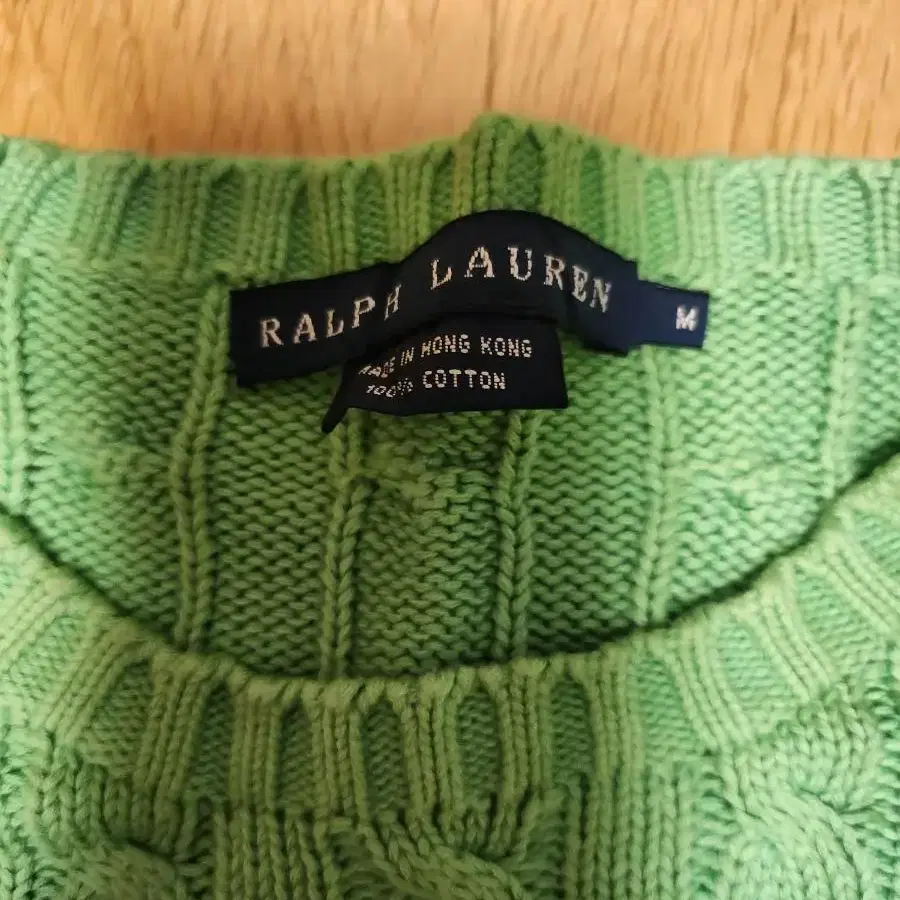 RALPH LAUREN
M
MADE IN HONG KONG
100% COTTON